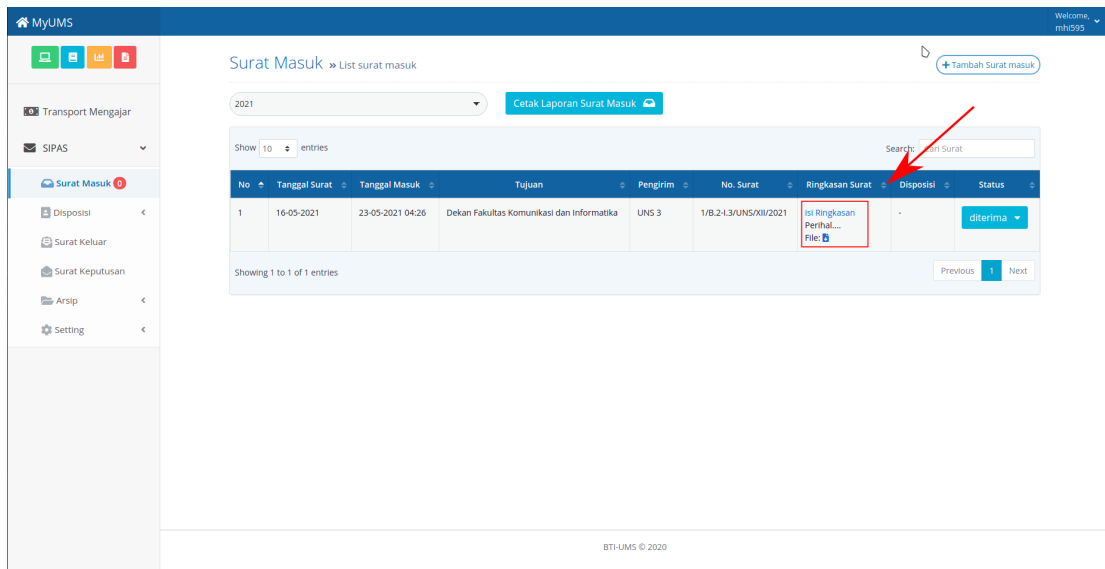 MyUMS
Welcome,
mhi595
Surat Masuk » List surat masuk
+ Tambah Surat masuk
2021
Cetak Laporan Surat Masuk
Transport Mengajar
SIPAS
Surat Masuk 0
Disposisi
Surat Keluar
Surat Keputusan
Arsip
Setting
Show 10 entries
Search: Cari Surat
No Tanggal Surat Tanggal Masuk Tujuan Pengirim No. Surat Ringkasan Surat Disposisi Status
1 16-05-2021 23-05-2021 04:26 Dekan Fakultas Komunikasi dan Informatika UNS 3 1/B.2-I.3/UNS/XII/2021 Isi Ringkasan - diterima
Perihal....
File:
Showing 1 to 1 of 1 entries
Previous 1 Next
BTI-UMS © 2020